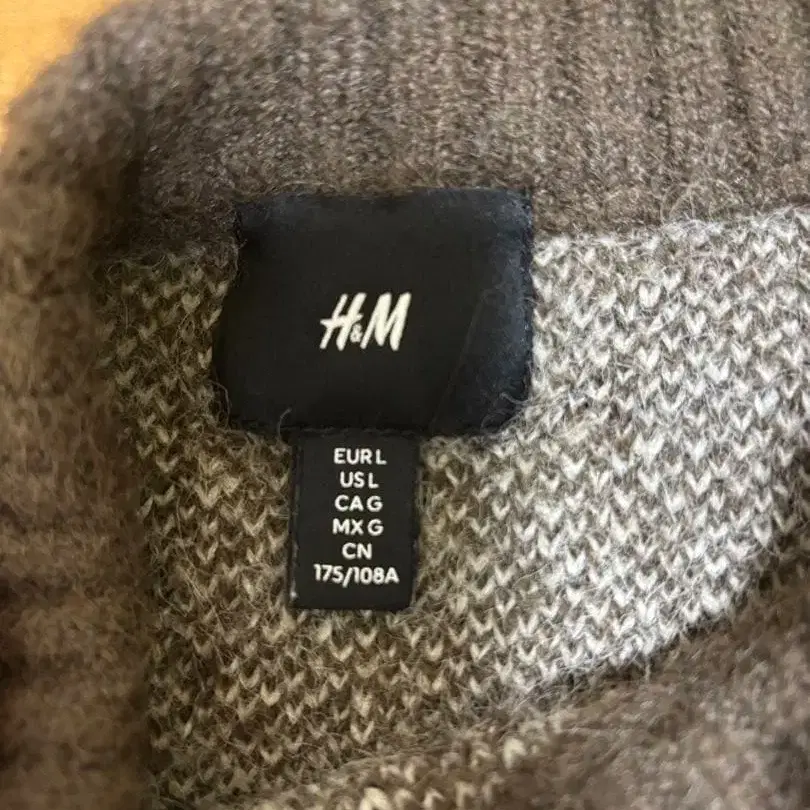 H&M
EUR L
US L
CA G
MX G
CN
175/108A